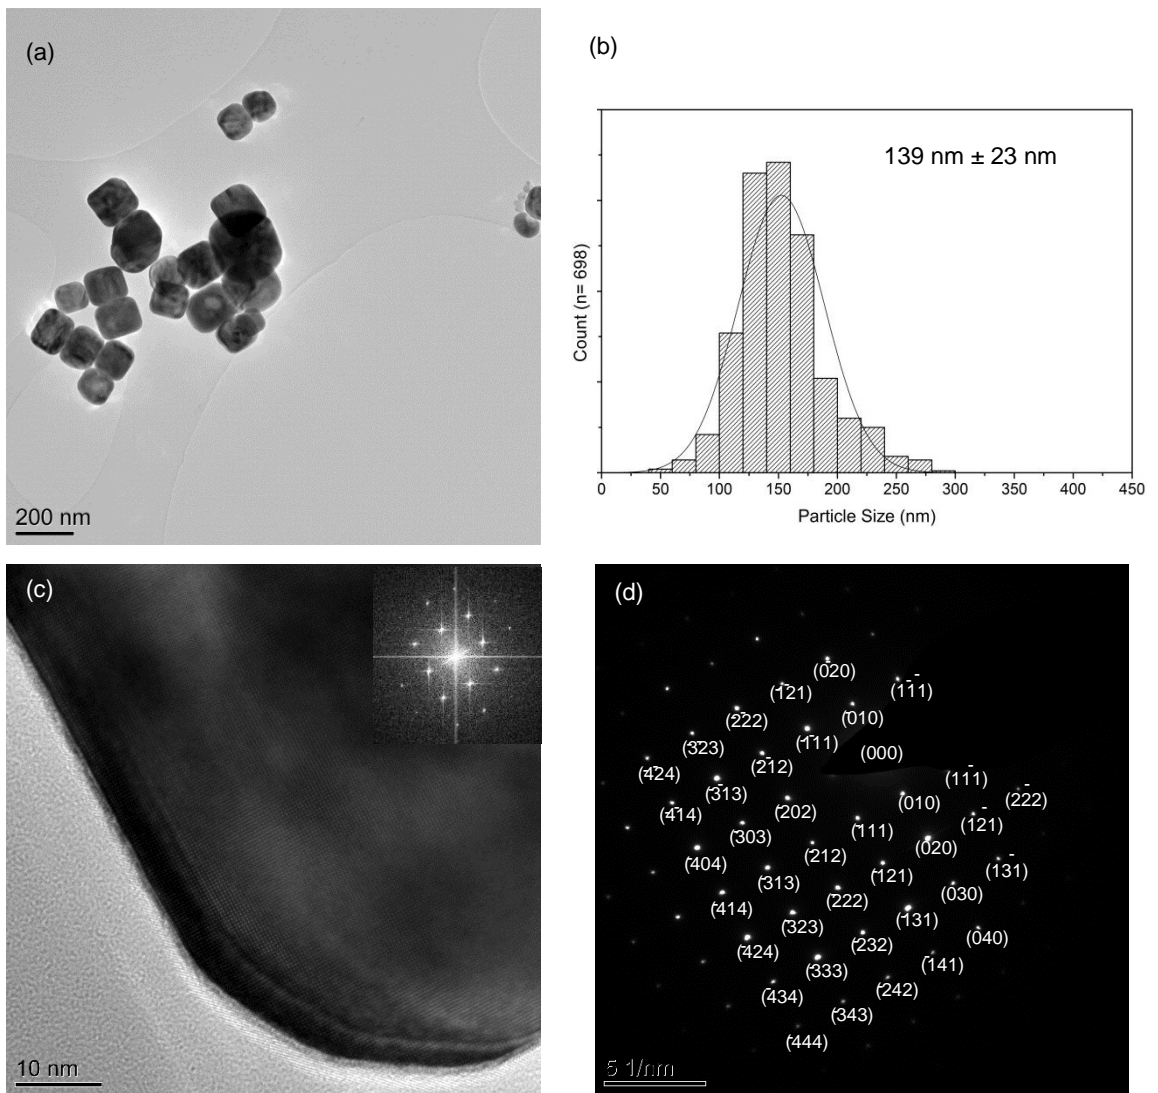 (a)
200 nm
(b)
139 nm ± 23 nm
Count (n= 698)
0 50 100 150 200 250 300 350 400 450
Particle Size (nm)
(c)
10 nm
(d)
(020)
(121) (111)
(222) (010)
(323) (111)
(212) (000)
(424) (111)
(313) (222)
(414) (202) (010)
(303) (111) (121)
(404) (212) (020)
(313) (121) (131)
(414) (222) (030)
(323) (131)
(424) (232) (040)
(333) (141)
(434) (242)
(343)
(444)
5 1/nm